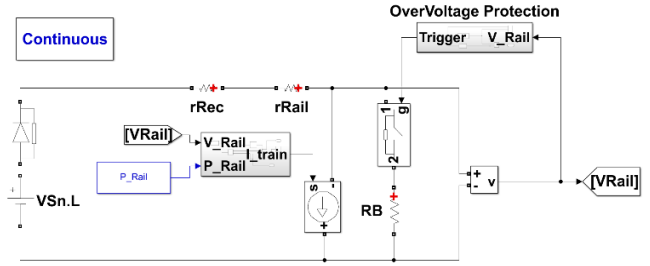 OverVoltage Protection
Continuous
Trigger V_Rail
rRec
rRail
[VRail]
V_Rail
P_Rail
I_train
P_Rail
1
g
2
s
-
+
VSn.L
+
RB
+
-
v
[VRail]